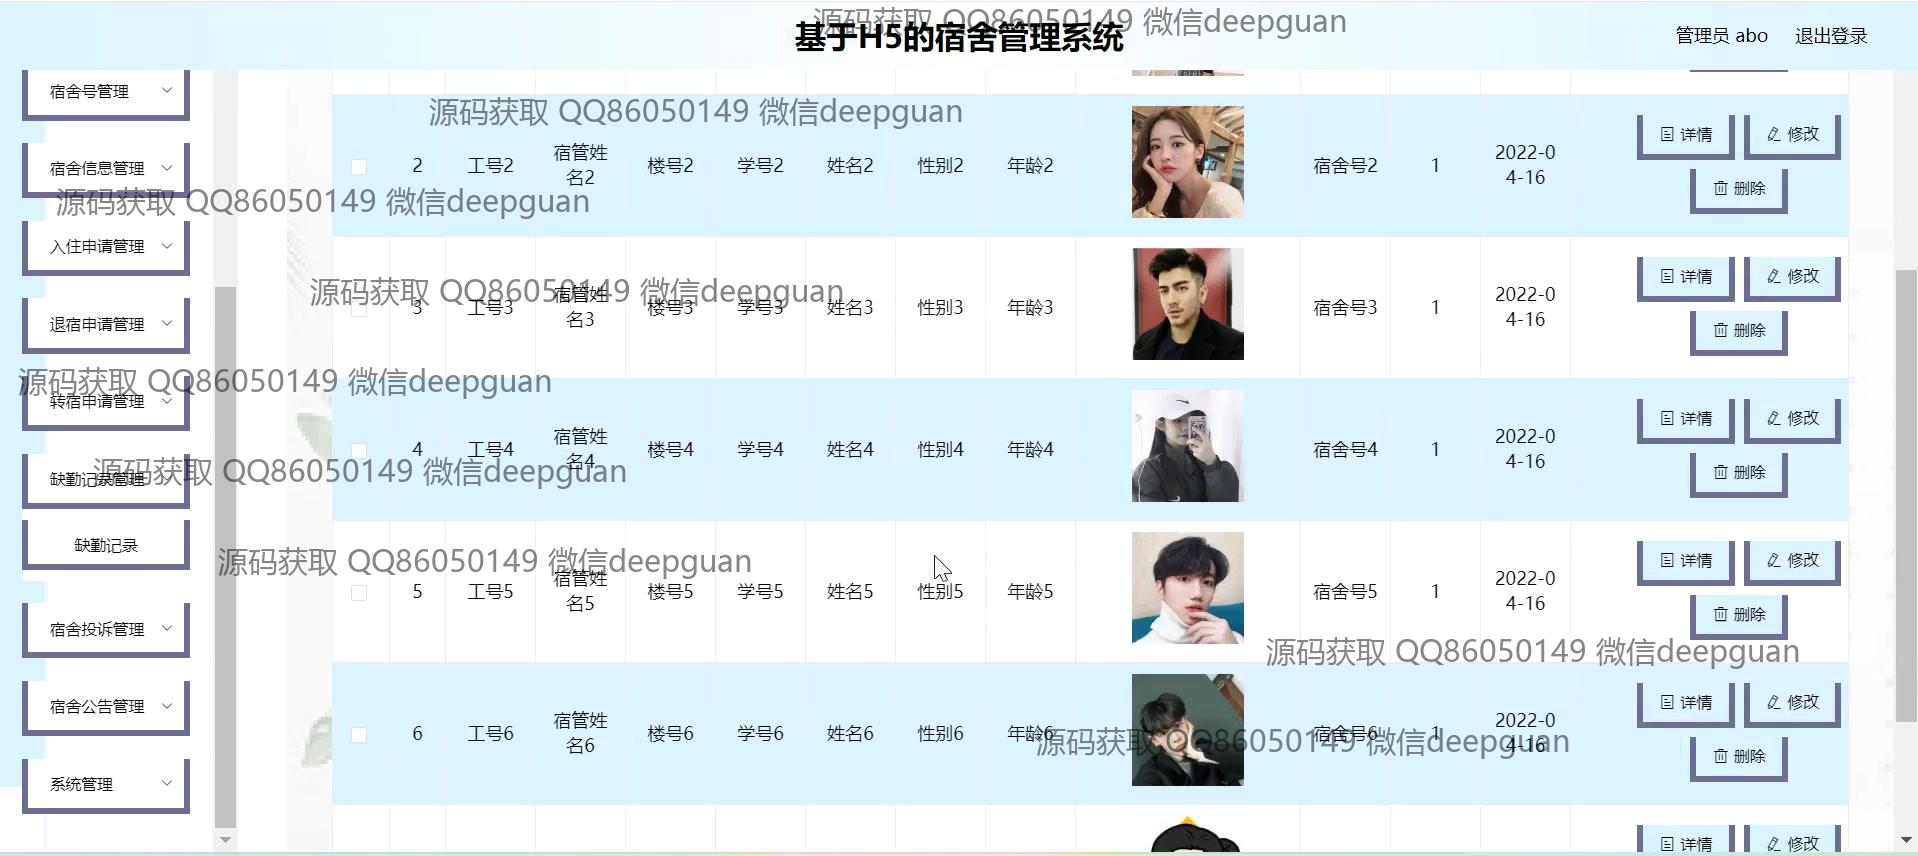 源码获取 QQ86050149 微信deepguan
基于H5的宿舍管理系统
管理员 abo
退出登录
宿舍号管理
宿舍信息管理
入住申请管理
退宿申请管理
转宿申请管理
缺勤记录管理
缺勤记录
宿舍投诉管理
宿舍公告管理
系统管理
源码获取 QQ86050149 微信deepguan
2 工号2 宿管姓 楼号2 学号2 姓名2 性别2 年龄2 宿舍号2 1 2022-0
名2 4-16
详情 修改
删除
源码获取 QQ86050149 微信deepguan
源码获取 QQ86050149 微信deepguan
3 工号3 宿管姓 楼号3 学号3 姓名3 性别3 年龄3 宿舍号3 1 2022-0
名3 4-16
详情 修改
删除
源码获取 QQ86050149 微信deepguan
4 工号4 宿管姓 楼号4 学号4 姓名4 性别4 年龄4 宿舍号4 1 2022-0
名4 4-16
详情 修改
删除
源码获取 QQ86050149 微信deepguan
源码获取 QQ86050149 微信deepguan
5 工号5 宿管姓 楼号5 学号5 姓名5 性别5 年龄5 宿舍号5 1 2022-0
名5 4-16
详情 修改
删除
源码获取 QQ86050149 微信deepguan
6 工号6 宿管姓 楼号6 学号6 姓名6 性别6 年龄6 宿舍号6 1 2022-0
名6 4-16
详情 修改
删除
源码获取 QQ86050149 微信deepguan
详情 修改